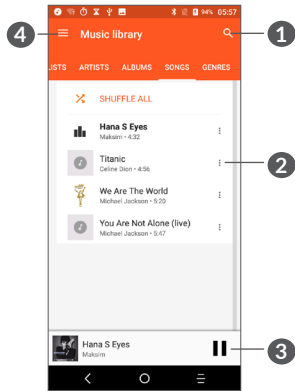 94% 05:57
4 Music library 1
LISTS ARTISTS ALBUMS SONGS GENRES
SHUFFLE ALL
Hana S Eyes
Maksim • 4:32
Titanic 2
Celine Dion • 4:56
We Are The World
Michael Jackson • 5:20
You Are Not Alone (live)
Michael Jackson • 5:47
Hana S Eyes 3
Maksim